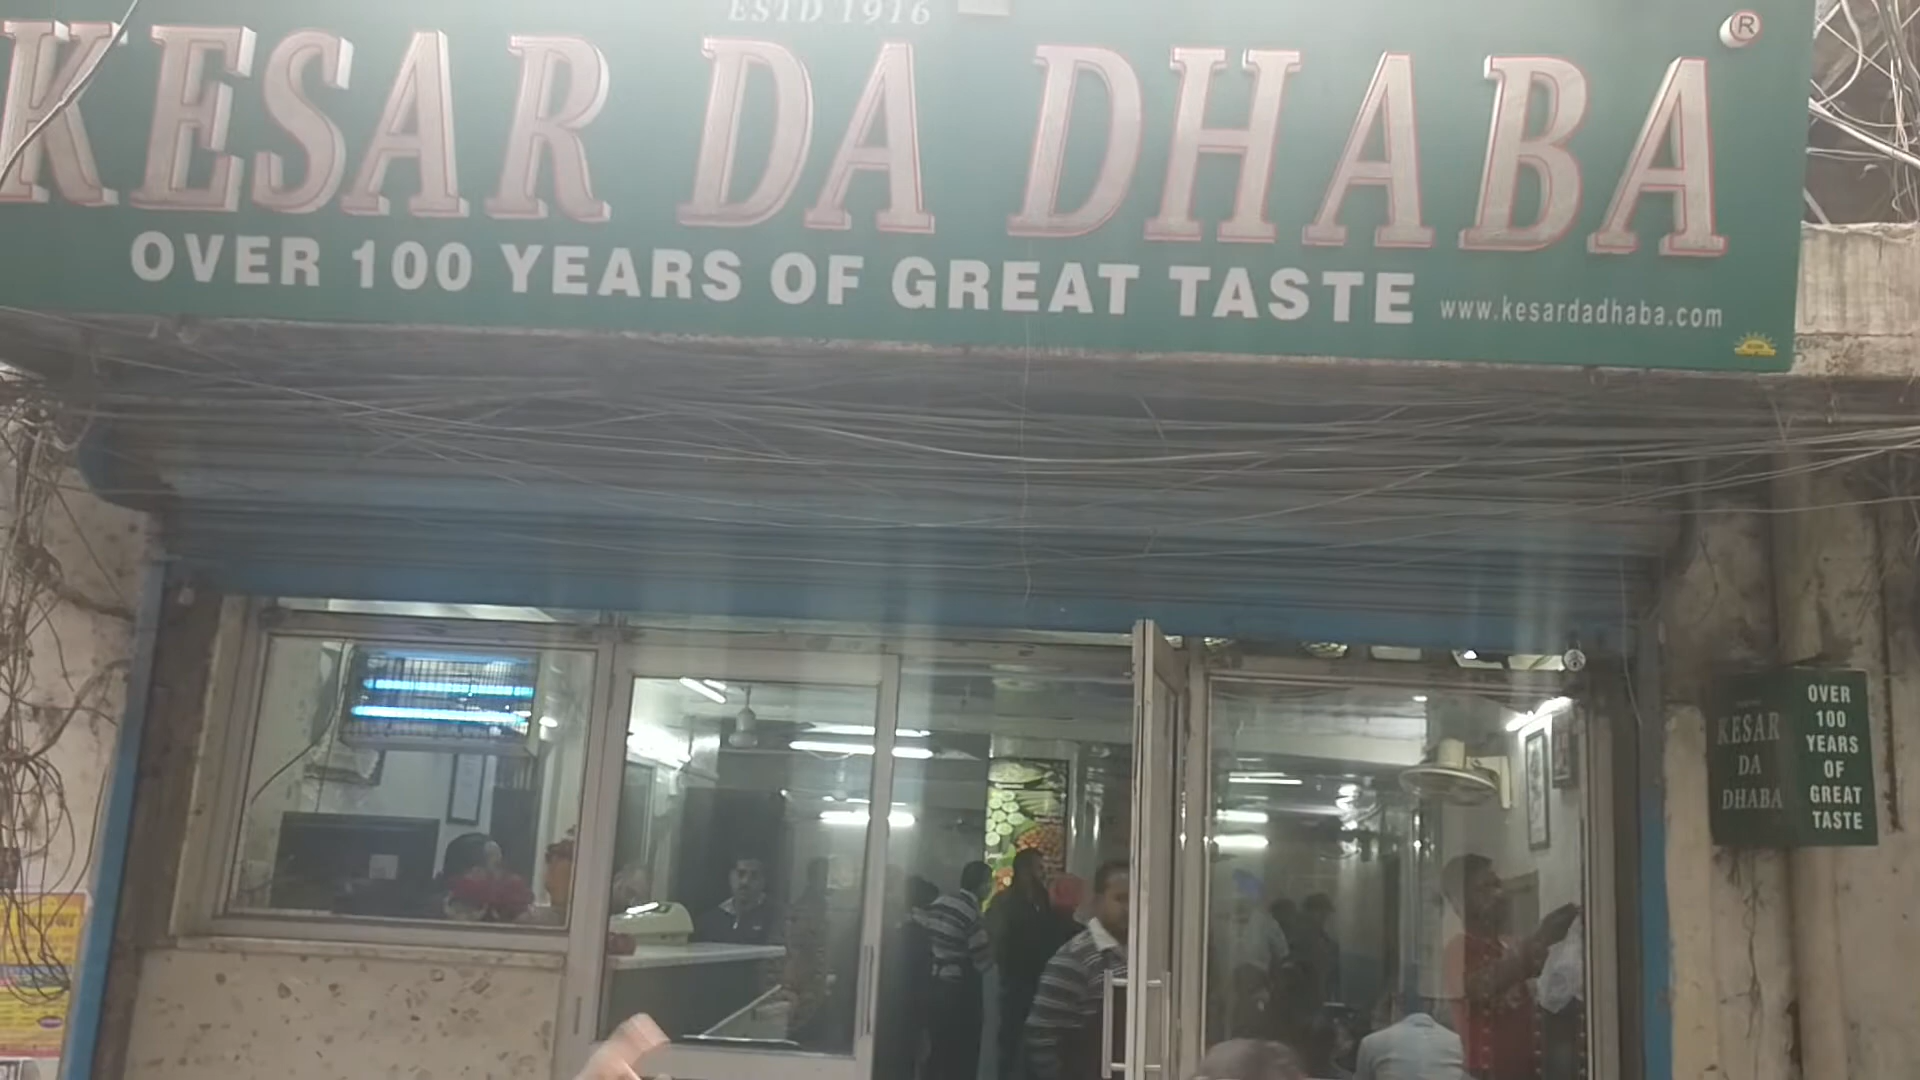 ESTD 1916
KESAR DA DHABA ®
OVER 100 YEARS OF GREAT TASTE
www.kesardadhaba.com
KESAR
DA
DHABA
OVER
100
YEARS
OF
GREAT
TASTE